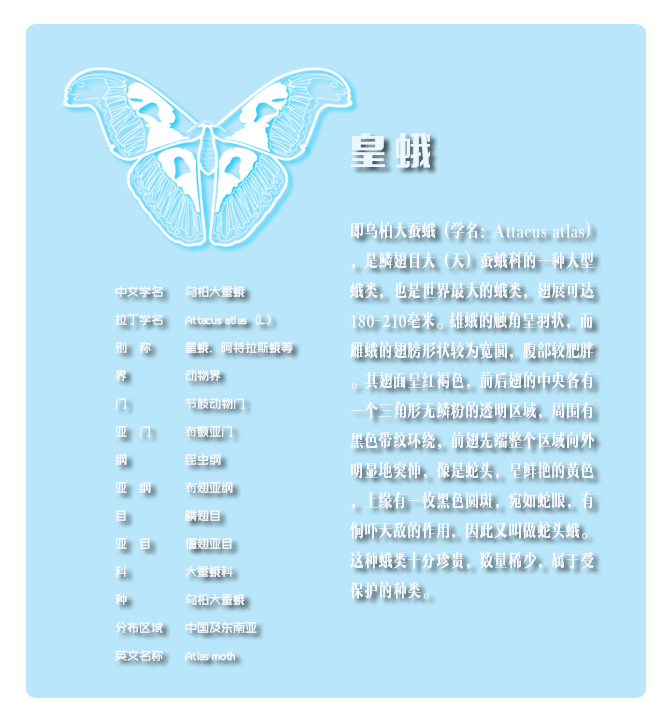 皇蛾
即乌桕大蚕蛾（学名：Attacus atlas）
，是鳞翅目大（天）蚕蛾科的一种大型
蛾类，也是世界最大的蛾类，翅展可达
180-210毫米。雄蛾的触角呈羽状，而
雌蛾的翅膀形状较为宽圆，腹部较肥胖
。其翅面呈红褐色，前后翅的中央各有
一个三角形无鳞粉的透明区域，周围有
黑色带纹环绕，前翅先端整个区域向外
明显地突伸，像是蛇头，呈鲜艳的黄色
，上缘有一枚黑色圆斑，宛如蛇眼，有
恫吓天敌的作用，因此又叫做蛇头蛾。
这种蛾类十分珍贵，数量稀少，属于受
保护的种类。
中文学名 乌桕大蚕蛾
拉丁学名 Attacus atlas（L）
别 称 皇蛾、阿特拉斯蛾等
界 动物界
门 节肢动物门
亚 门 有颚亚门
纲 昆虫纲
亚 纲 有翅亚纲
目 鳞翅目
亚 目 僵翅亚目
科 大蚕蛾科
种 乌桕大蚕蛾
分布区域 中国及东南亚
英文名称 Atlas moth